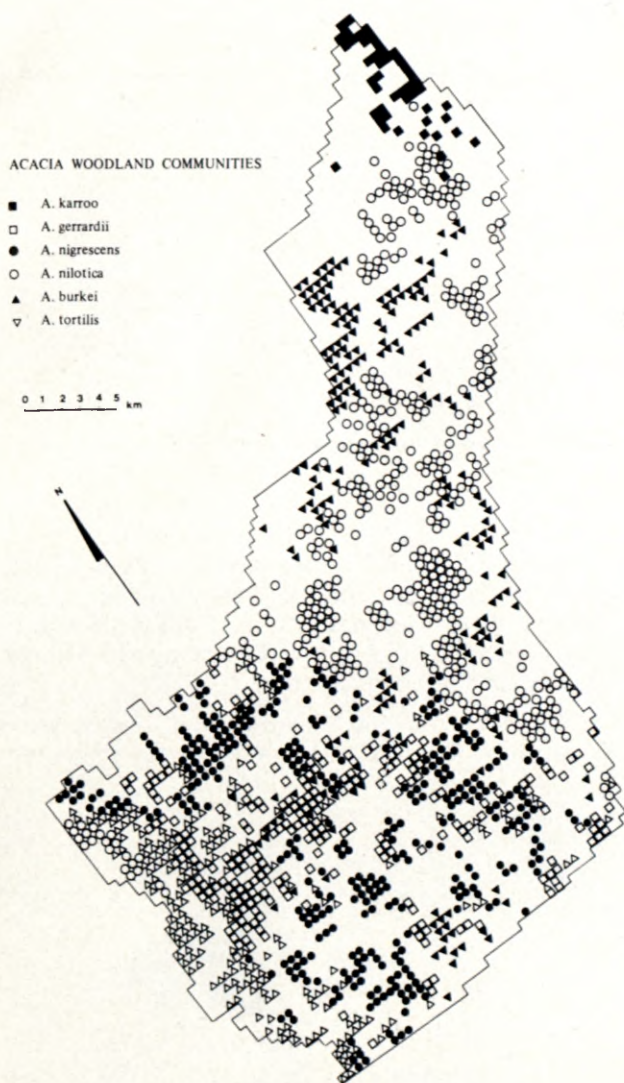 ACACIA WOODLAND COMMUNITIES
A. karroo
A. gerrardii
A. nigrescens
A. nilotica
A. burkei
A. tortilis
0 1 2 3 4 5 km
N